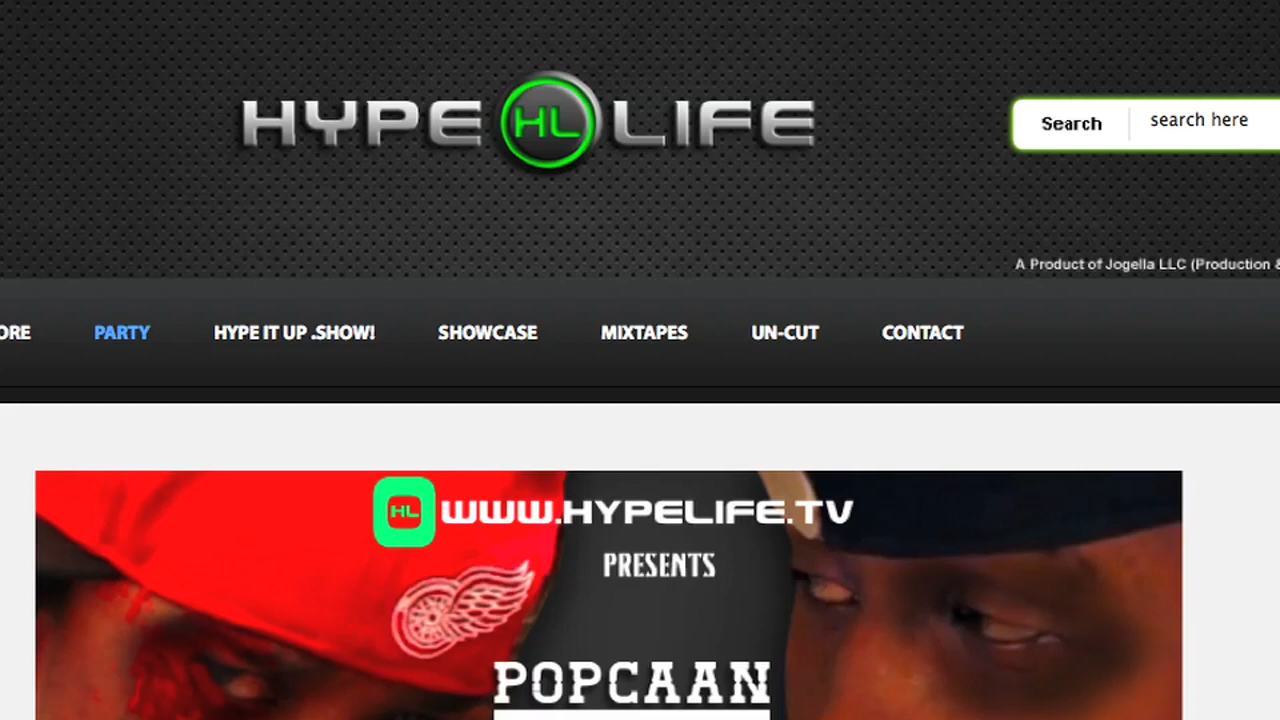 HYPE HL LIFE
Search search here
A Product of Jogella LLC (Production &
ORE PARTY HYPE IT UP .SHOW! SHOWCASE MIXTAPES UN-CUT CONTACT
HL WWW.HYPELIFE.TV
PRESENTS
POPCAAN